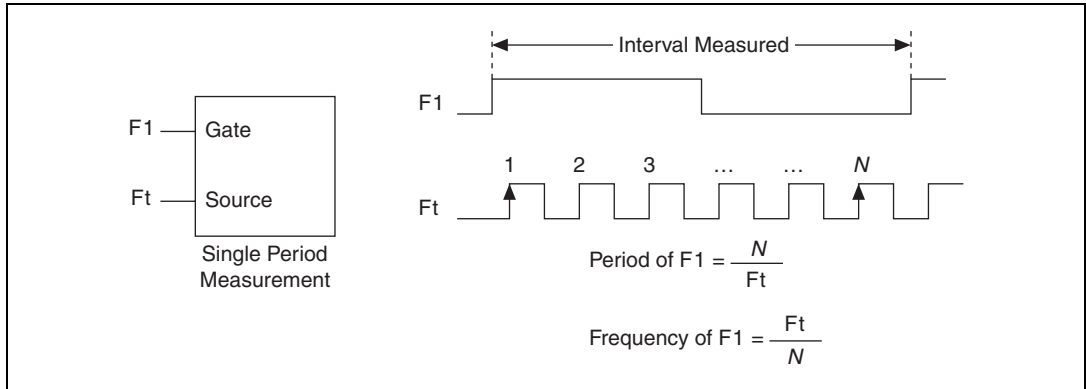 Interval Measured
F1
F1 Gate
1 2 3 … … N
Ft Source
Ft
Single Period
Measurement
Period of F1 = N
Ft
Frequency of F1 = Ft
N